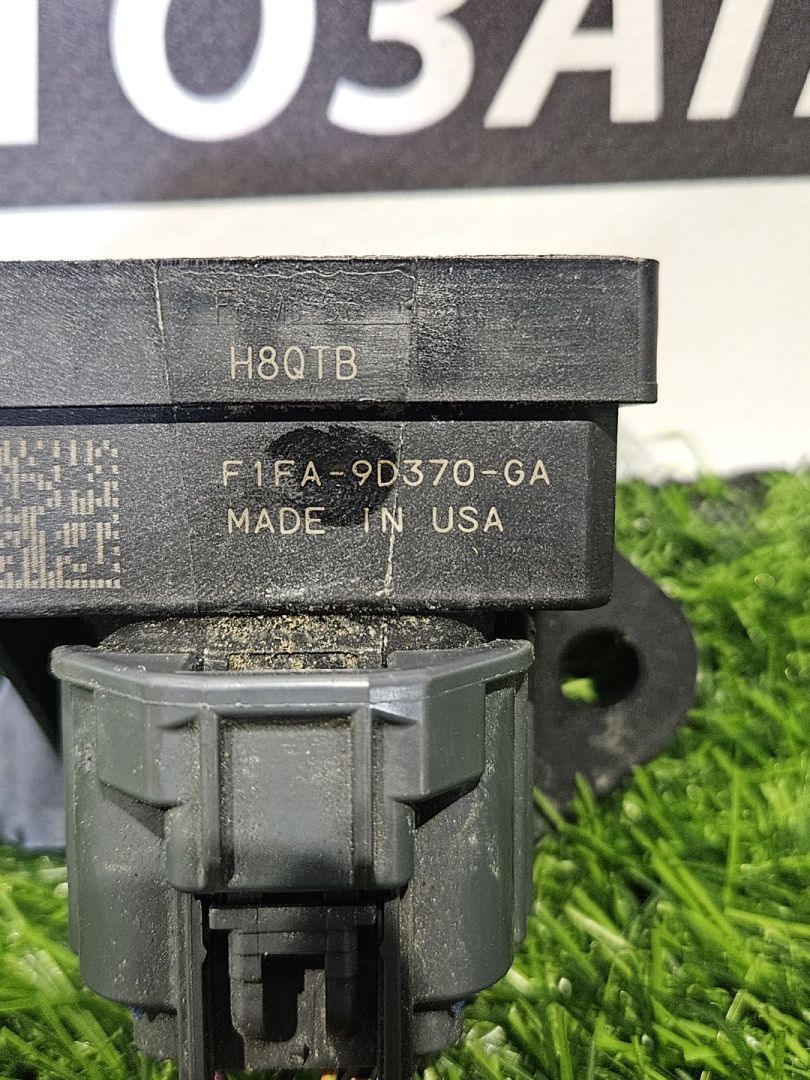 ОЗАП
H8QTB
F1FA-9D370-GA
MADE IN USA